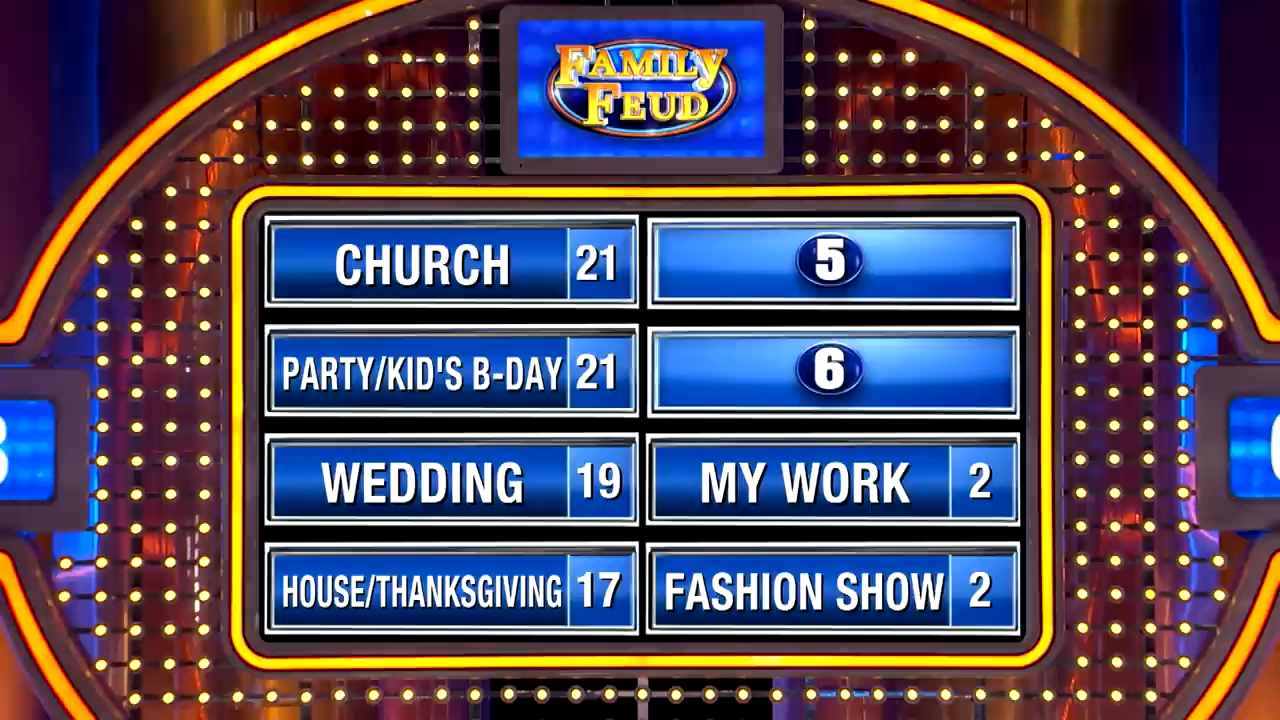 FAMILY
FEUD
CHURCH 21
5
PARTY/KID'S B-DAY 21
6
WEDDING 19
MY WORK 2
HOUSE/THANKSGIVING 17
FASHION SHOW 2